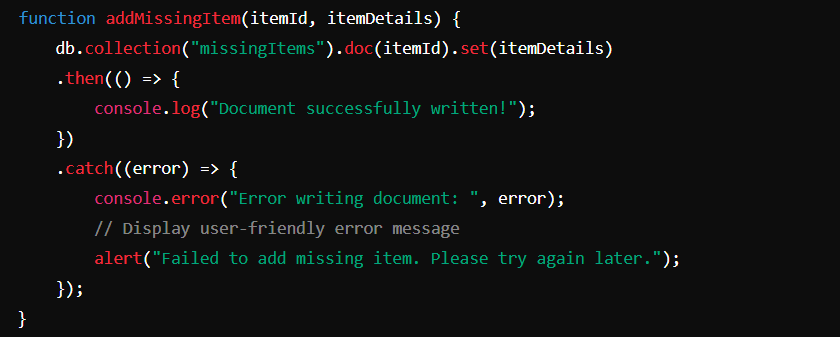 function addMissingItem(itemId, itemDetails) {
    db.collection("missingItems").doc(itemId).set(itemDetails)
    .then(() => {
        console.log("Document successfully written!");
    })
    .catch((error) => {
        console.error("Error writing document: ", error);
        // Display user-friendly error message
        alert("Failed to add missing item. Please try again later.");
    });
}